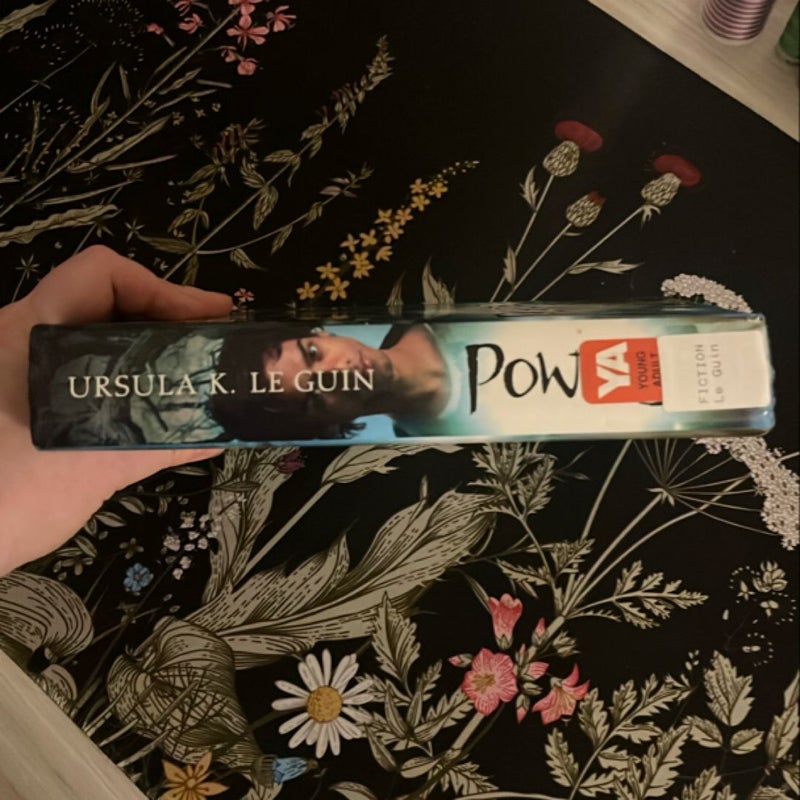 URSULA K. LE GUIN
POW
YA
YOUNG
ADULT
FICTION
Le Guin